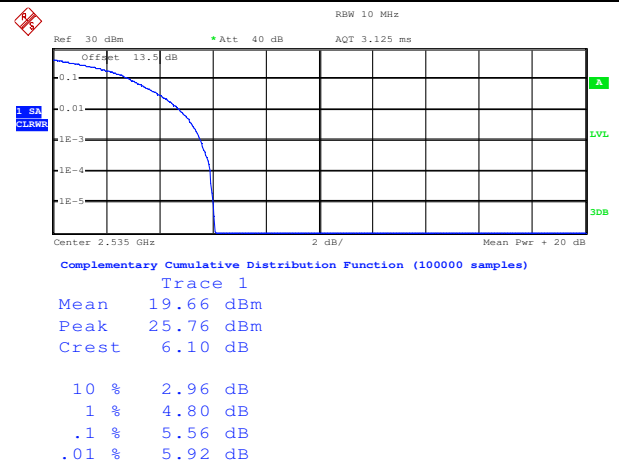 RBW 10 MHz
Ref 30 dBm * Att 40 dB AQT 3.125 ms
Offset 13.5 dB
0.1
A
1 SA
0.01
CLRWR
1E-3
LVL
1E-4
1E-5
3DB
Center 2.535 GHz 2 dB/ Mean Pwr + 20 dB
Complementary Cumulative Distribution Function (100000 samples)
Trace 1
Mean 19.66 dBm
Peak 25.76 dBm
Crest 6.10 dB
10 % 2.96 dB
1 % 4.80 dB
.1 % 5.56 dB
.01 % 5.92 dB